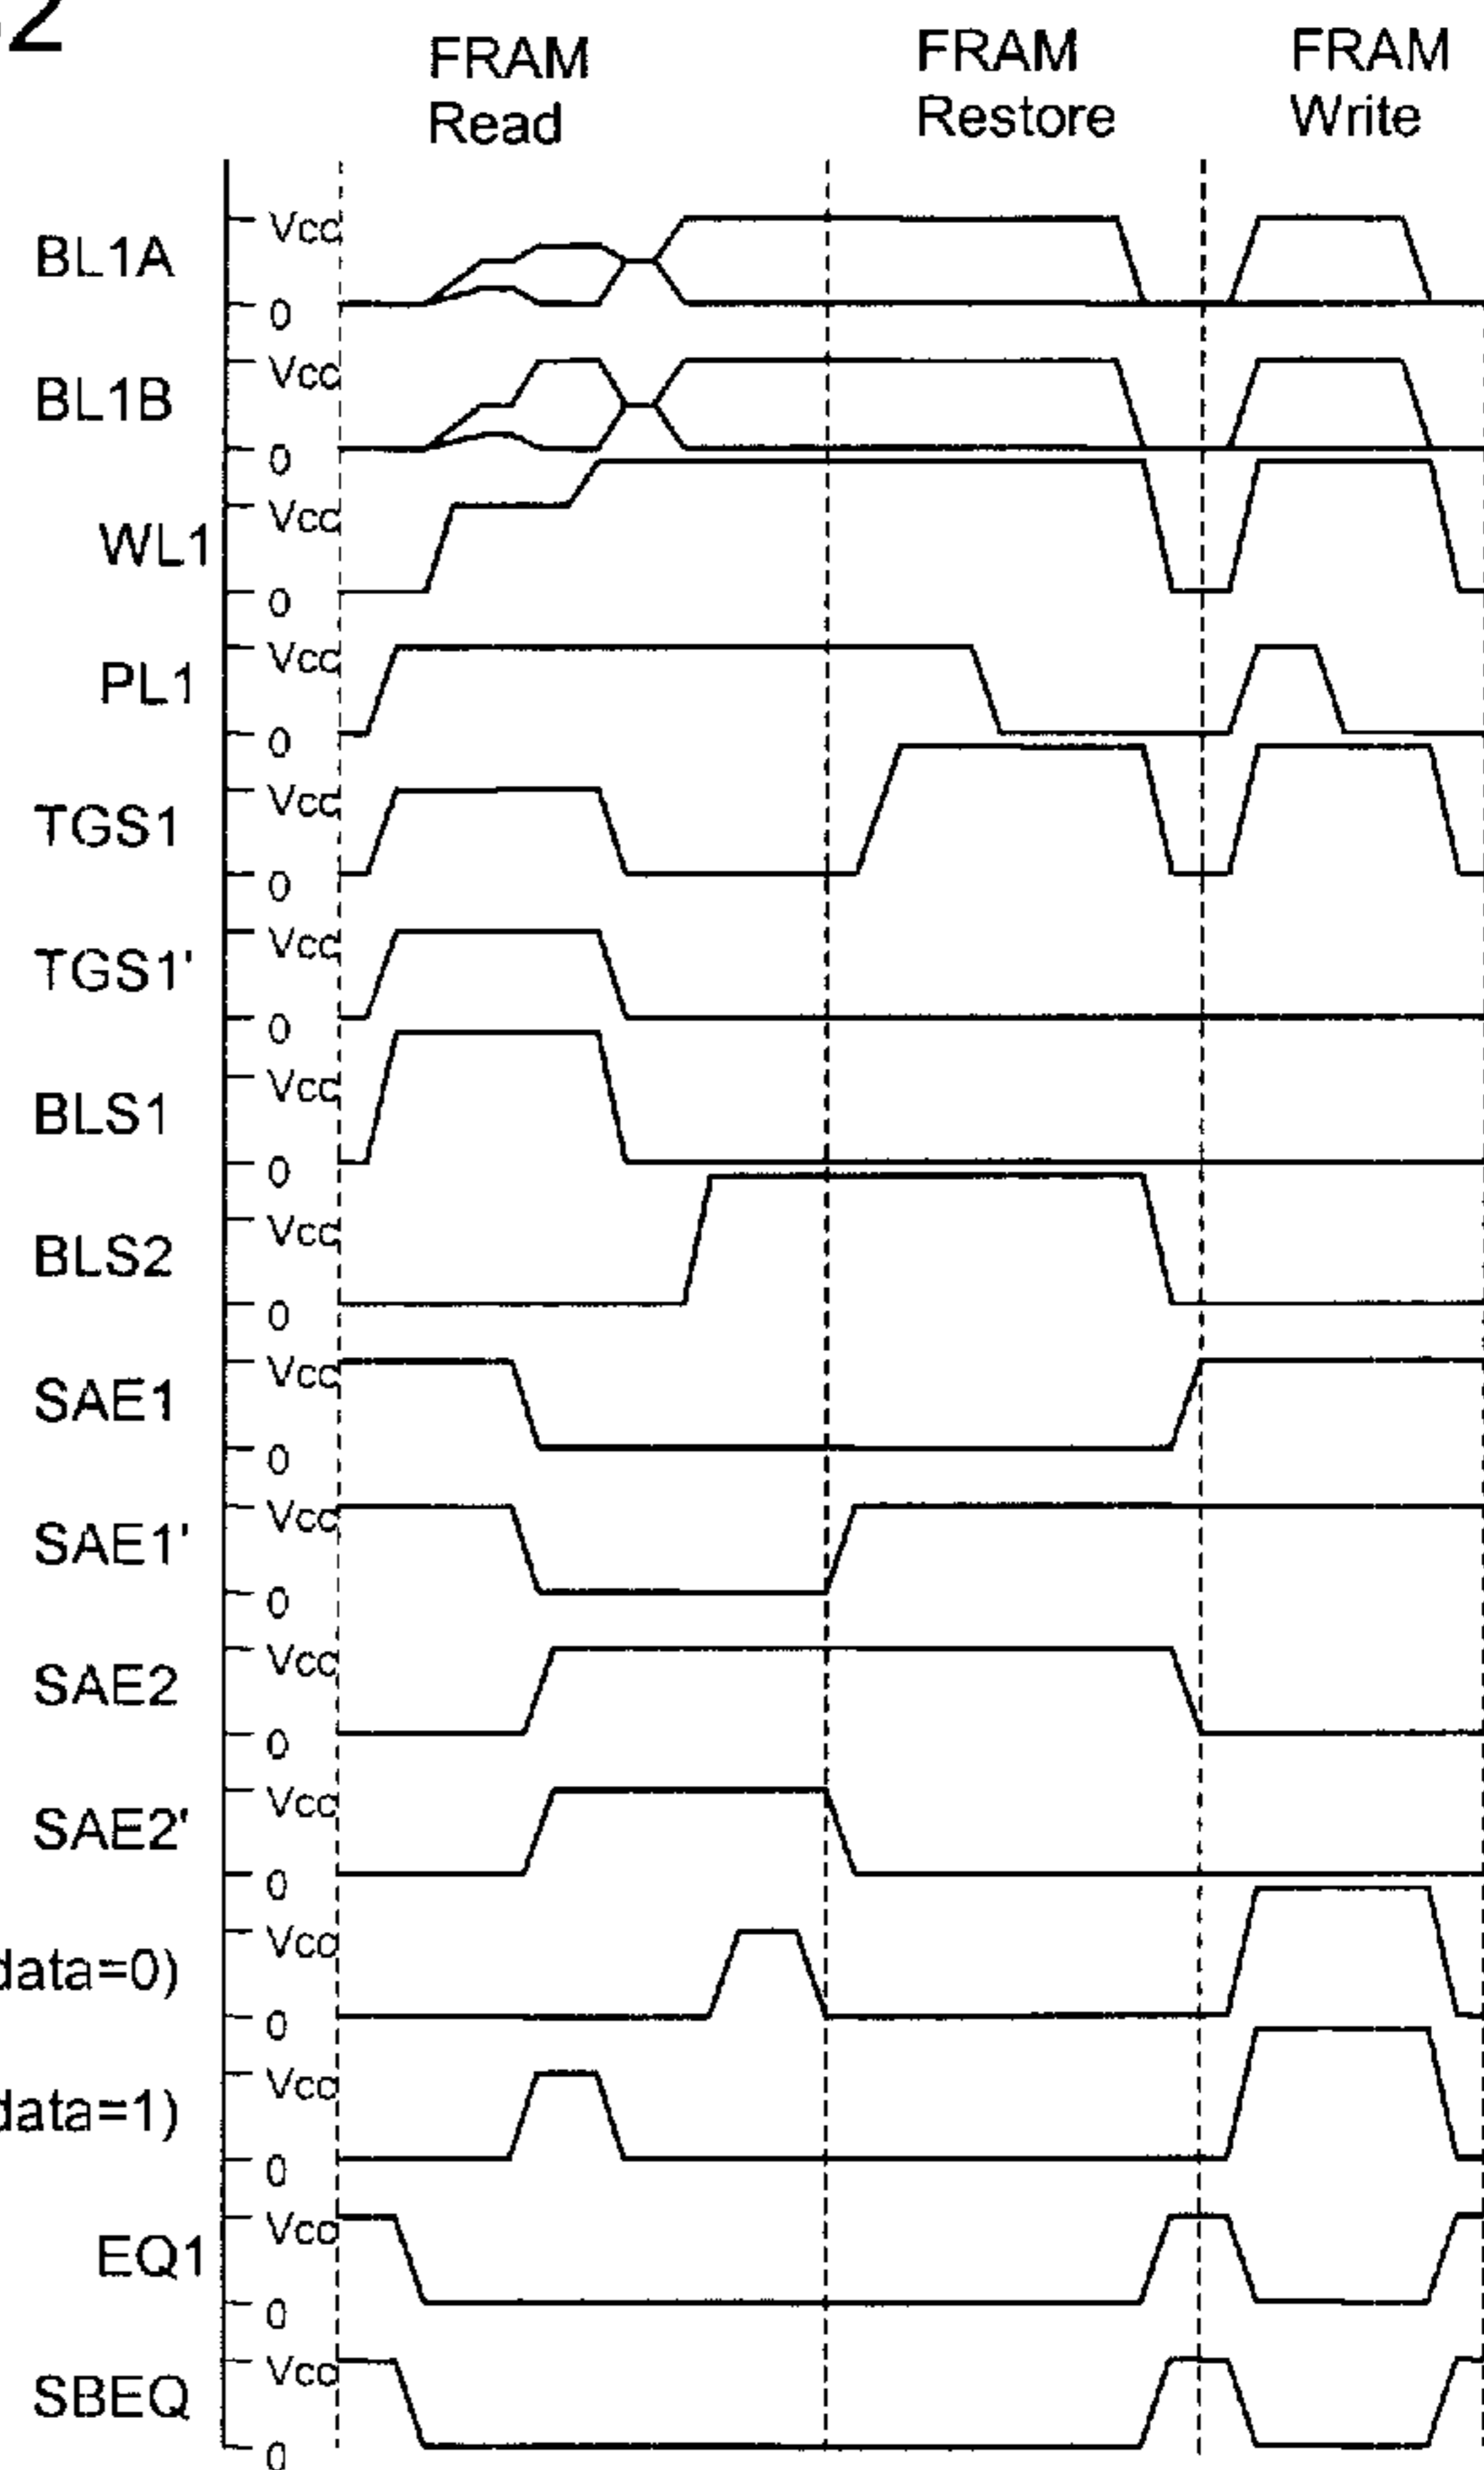 2
FRAM FRAM FRAM
Read Restore Write
BL1A Vcc
0
BL1B Vcc
0
WL1 Vcc
0
PL1 Vcc
0
TGS1 Vcc
0
TGS1' Vcc
0
BLS1 Vcc
0
BLS2 Vcc
0
SAE1 Vcc
0
SAE1' Vcc
0
SAE2 Vcc
0
SAE2' Vcc
0
data=0) Vcc
0
data=1) Vcc
0
EQ1 Vcc
0
SBEQ Vcc
0